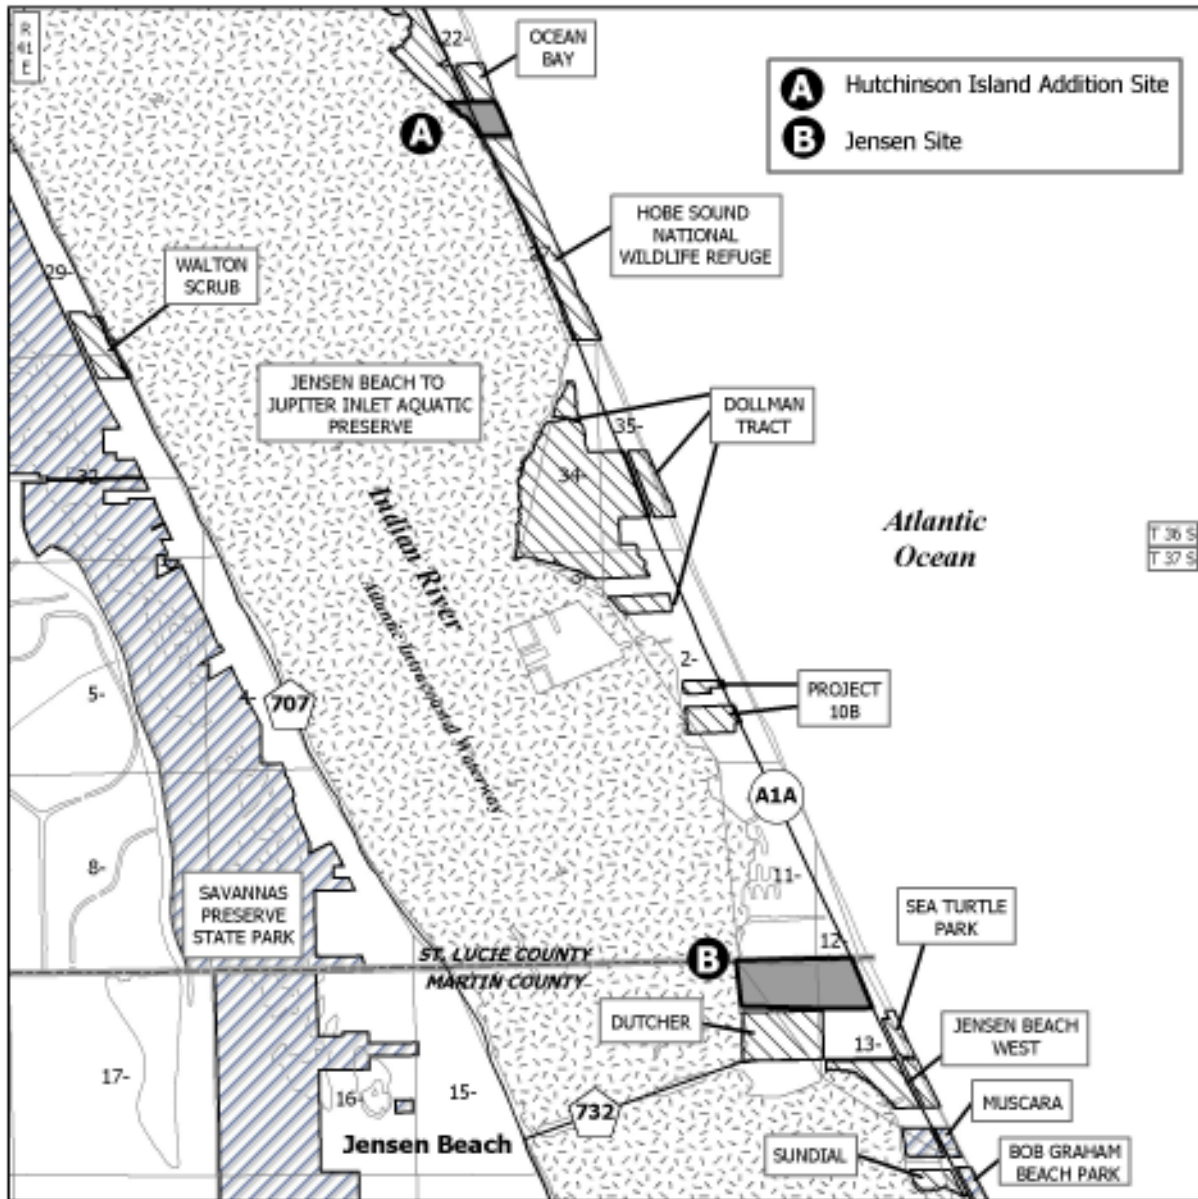 R
41
E
22-
OCEAN
BAY
A Hutchinson Island Addition Site
B Jensen Site
A
HOBE SOUND
NATIONAL
WILDLIFE REFUGE
WALTON
SCRUB
29-
JENSEN BEACH TO
JUPITER INLET AQUATIC
PRESERVE
DOLLMAN
TRACT
35-
34-
32-
Indian River
Atlantic Intracoastal Waterway
Atlantic
Ocean
T 36 S
T 37 S
2-
PROJECT
10B
5-
4-
707
A1A
8-
11-
SAVANNAS
PRESERVE
STATE PARK
SEA TURTLE
PARK
12-
ST. LUCIE COUNTY
MARTIN COUNTY
B
DUTCHER
13-
JENSEN BEACH
WEST
17-
16-
15-
732
MUSCARA
Jensen Beach
SUNDIAL
BOB GRAHAM
BEACH PARK